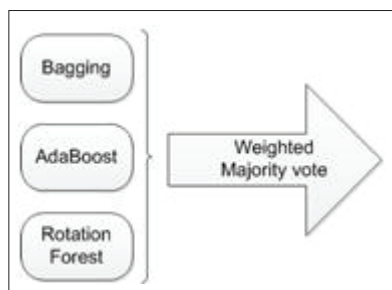 Bagging
AdaBoost
Rotation
Forest
Weighted
Majority vote